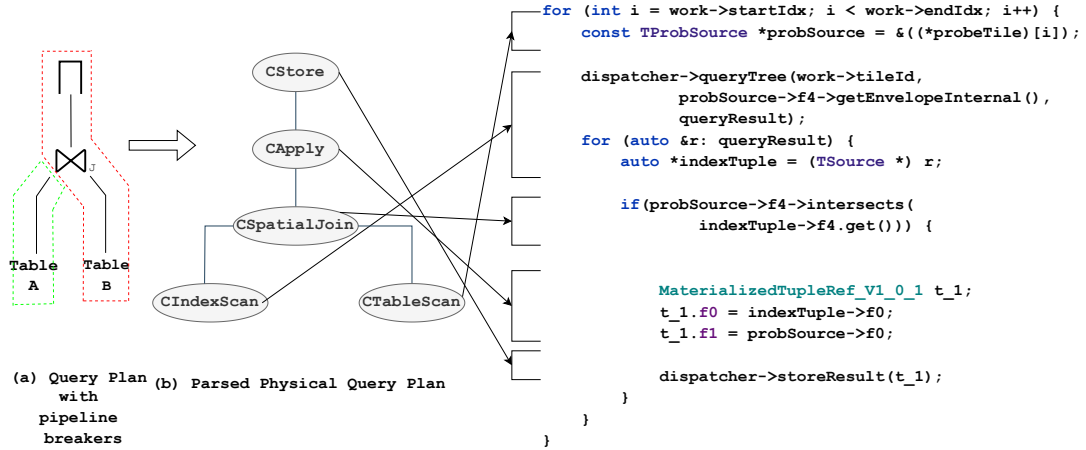 J
Table
A
Table
B
(a) Query Plan
with
pipeline
breakers
CStore
CApply
CSpatialJoin
CIndexScan
CTableScan
(b) Parsed Physical Query Plan
for (int i = work->startIdx; i < work->endIdx; i++) {
const TProbSource *probSource = &((*probeTile)[i]);
dispatcher->queryTree(work->tileId,
probSource->f4->getEnvelopeInternal(),
queryResult);
for (auto &r: queryResult) {
auto *indexTuple = (TSource *) r;
if(probSource->f4->intersects(
indexTuple->f4.get())) {
MaterializedTupleRef_V1_0_1 t_1;
t_1.f0 = indexTuple->f0;
t_1.f1 = probSource->f0;
dispatcher->storeResult(t_1);
}
}
}